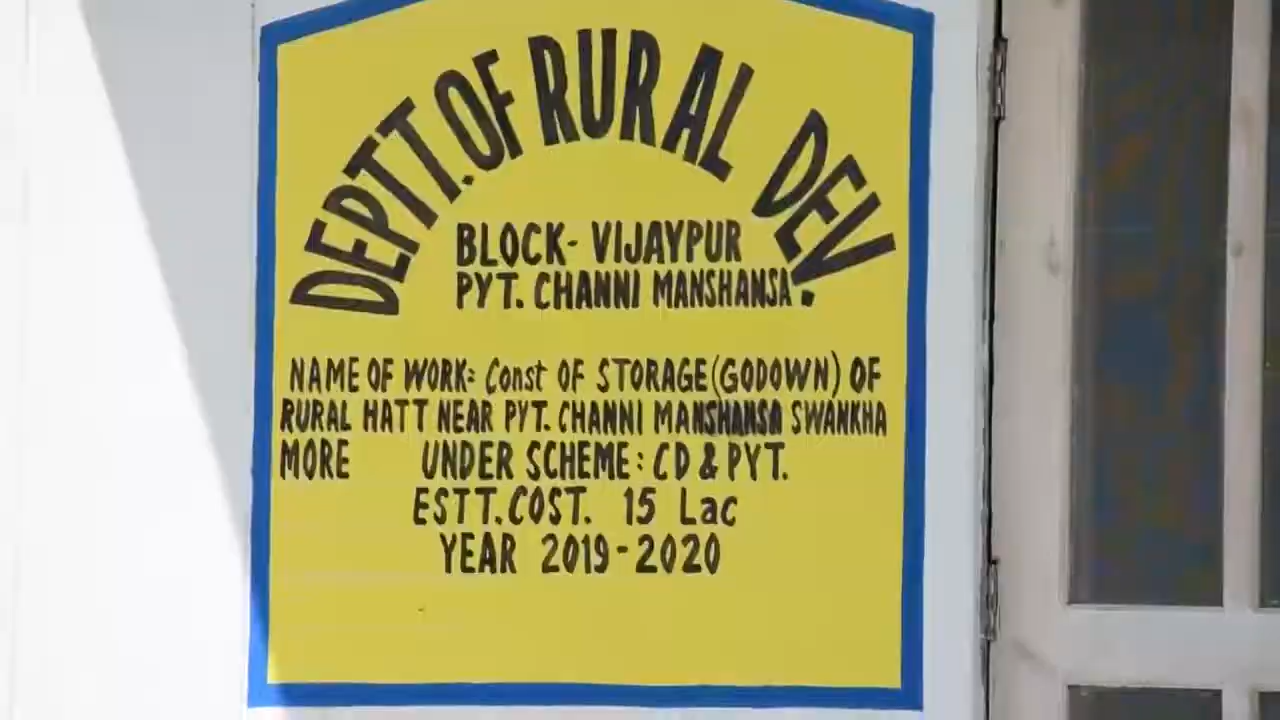 DEPTT. OF RURAL DEV.
BLOCK- VIJAYPUR
PYT. CHANNI MANSHANSA
NAME OF WORK: Const OF STORAGE (GODOWN) OF
RURAL HATT NEAR PYT. CHANNI MANSHANSA SWANKHA
MORE UNDER SCHEME: CD & PYT.
ESTT. COST. 15 Lac
YEAR 2019-2020